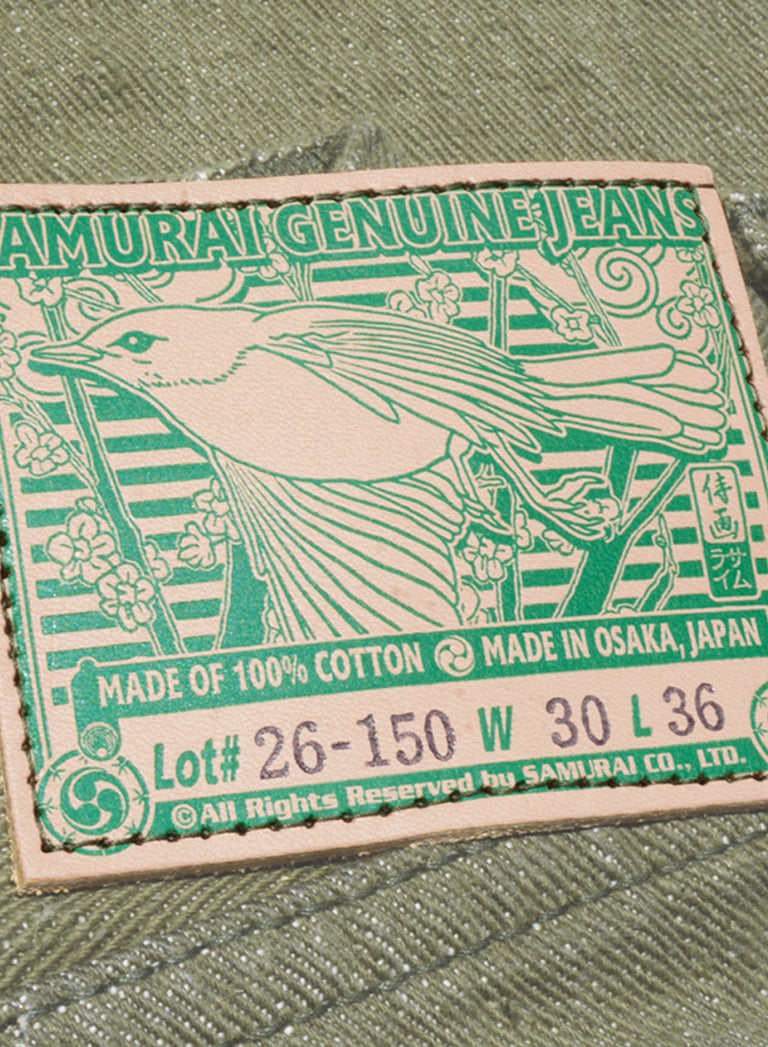 AMURAI GENUINE JEANS
侍画
サムライ
MADE OF 100% COTTON MADE IN OSAKA, JAPAN
Lot# 26-150 W 30 L 36
©All Rights Reserved by SAMURAI CO., LTD.